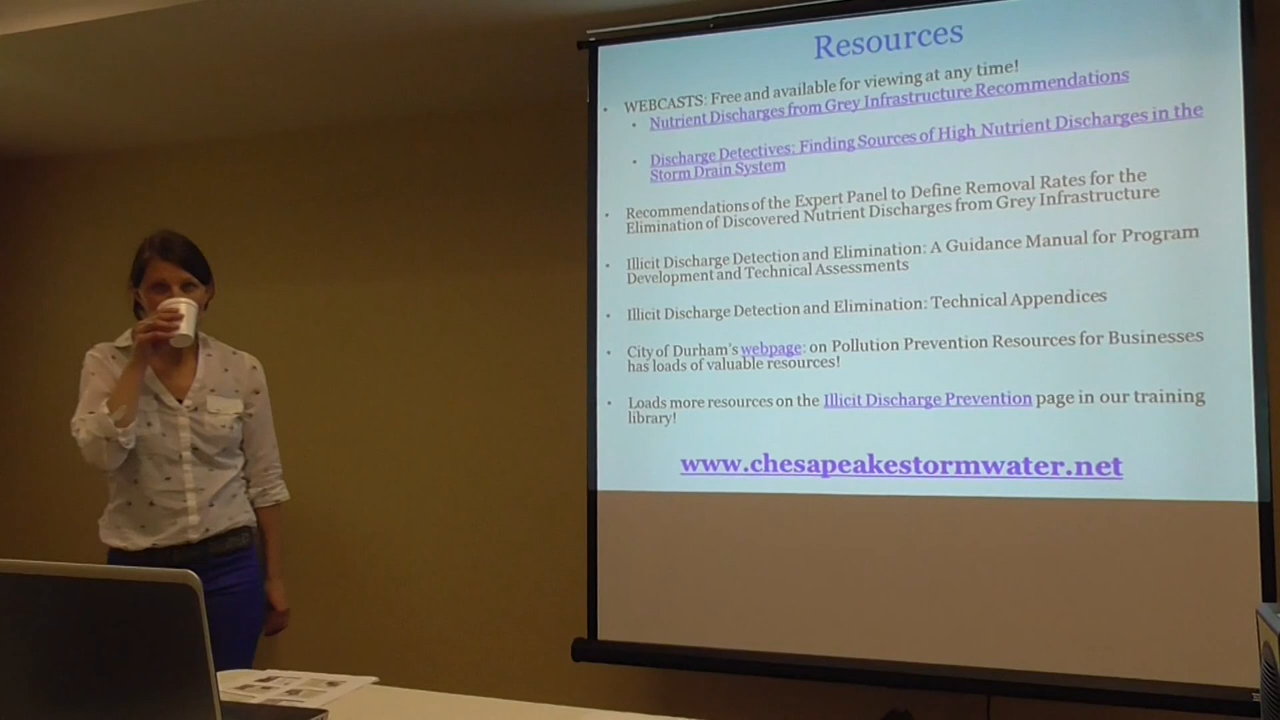 Resources
WEBCASTS: Free and available for viewing at any time!
Nutrient Discharges from Grey Infrastructure Recommendations
Discharge Detectives: Finding Sources of High Nutrient Discharges in the
Storm Drain System
Recommendations of the Expert Panel to Define Removal Rates for the
Elimination of Discovered Nutrient Discharges from Grey Infrastructure
Illicit Discharge Detection and Elimination: A Guidance Manual for Program
Development and Technical Assessments
Illicit Discharge Detection and Elimination: Technical Appendices
City of Durham's webpage: on Pollution Prevention Resources for Businesses
has loads of valuable resources!
Loads more resources on the Illicit Discharge Prevention page in our training
library!
www.chesapeakestormwater.net